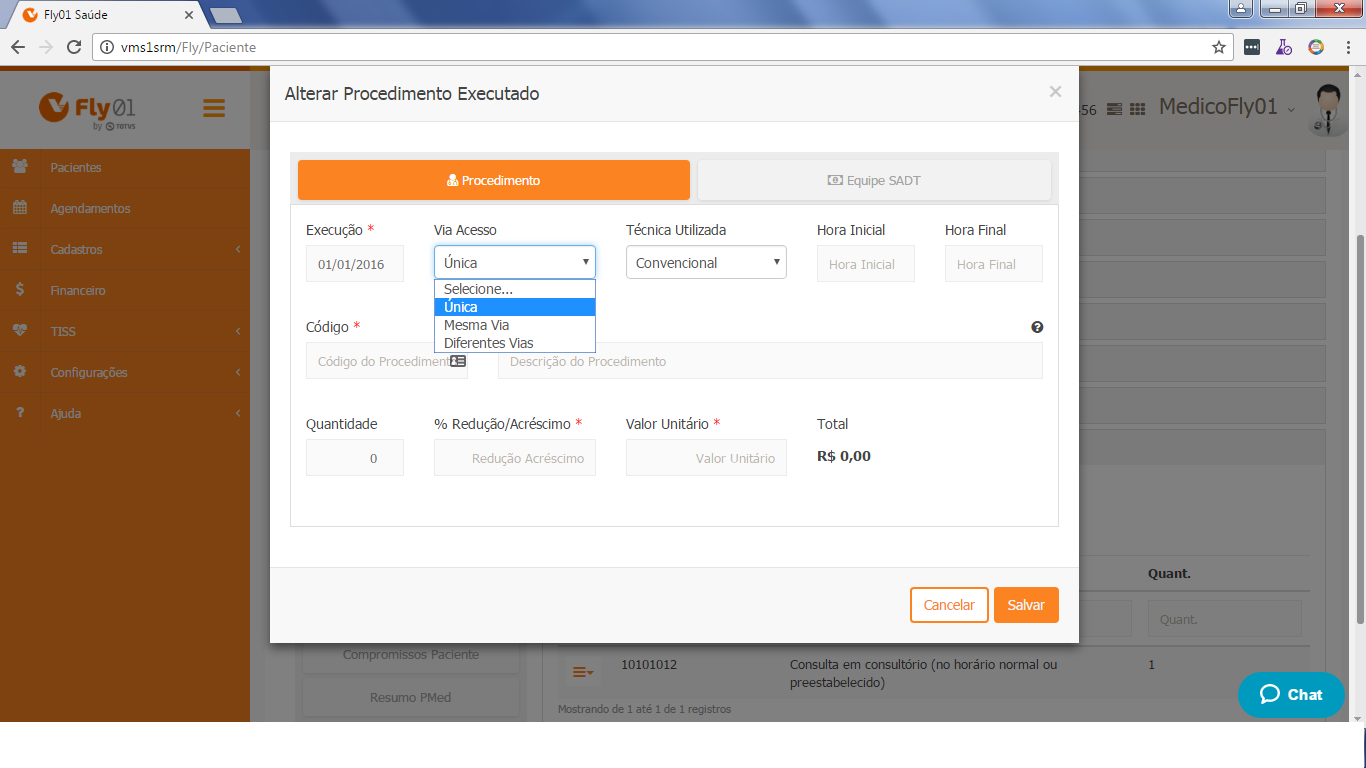 Fly01 Saúde
vms1srm/Fly/Paciente
Fly01
by TOTVS
Alterar Procedimento Executado
×
56
MedicoFly01
Pacientes
Agendamentos
Cadastros
Financeiro
TISS
Configurações
Ajuda
Procedimento
Equipe SADT
Execução *
Via Acesso
Técnica Utilizada
Hora Inicial
Hora Final
01/01/2016
Única
Convencional
Hora Inicial
Hora Final
Selecione...
Única
Mesma Via
Diferentes Vias
Código *
Código do Procediment
Descrição do Procedimento
Quantidade
% Redução/Acréscimo *
Valor Unitário *
Total
0
Redução Acréscimo
Valor Unitário
R$ 0,00
Cancelar
Salvar
Quant.
Quant.
Compromissos Paciente
Resumo PMed
10101012
Consulta em consultório (no horário normal ou
preestabelecido)
1
Mostrando de 1 até 1 de 1 registros
Chat